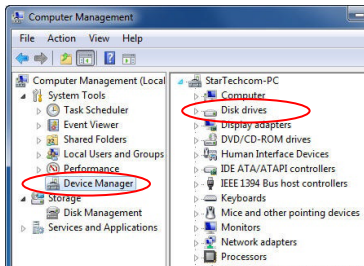 Computer Management
File Action View Help
Computer Management (Local
System Tools
Task Scheduler
Event Viewer
Shared Folders
Local Users and Groups
Performance
Device Manager
Storage
Disk Management
Services and Applications
StarTechcom-PC
Computer
Disk drives
Display adapters
DVD/CD-ROM drives
Human Interface Devices
IDE ATA/ATAPI controllers
IEEE 1394 Bus host controllers
Keyboards
Mice and other pointing devices
Monitors
Network adapters
Processors